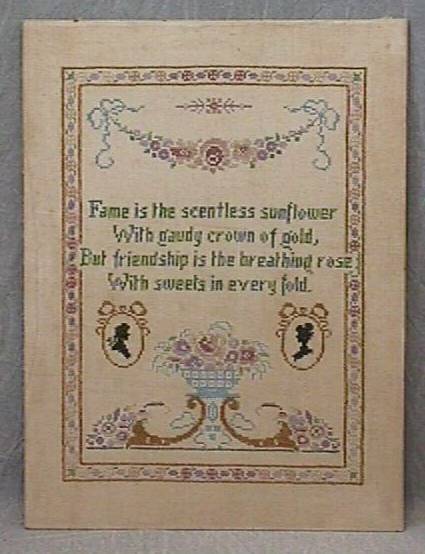 Fame is the scentless sunflower
With gaudy crown of gold,
But friendship is the breathing rose
With sweets in every fold.